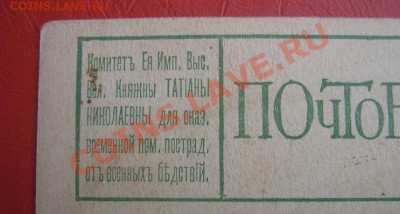 COINS.LAVE.RU
Комитетъ Ея Имп. Выс.
Вел. Княжны ТАТІАНЫ
НИКОЛАЕВНЫ для оказ.
временной пом. пострад.
отъ военныхъ бѣдствій.
ПОЧТОВ
COINS.LAVE.RU